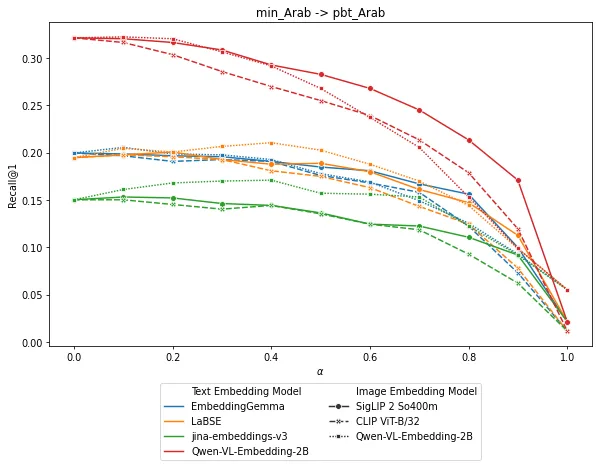 min_Arab -> pbt_Arab
Recall@1
0.30
0.25
0.20
0.15
0.10
0.05
0.00
0.0 0.2 0.4 0.6 0.8 1.0
α
Text Embedding Model Image Embedding Model
EmbeddingGemma SigLIP 2 So400m
LaBSE CLIP ViT-B/32
jina-embeddings-v3 Qwen-VL-Embedding-2B
Qwen-VL-Embedding-2B